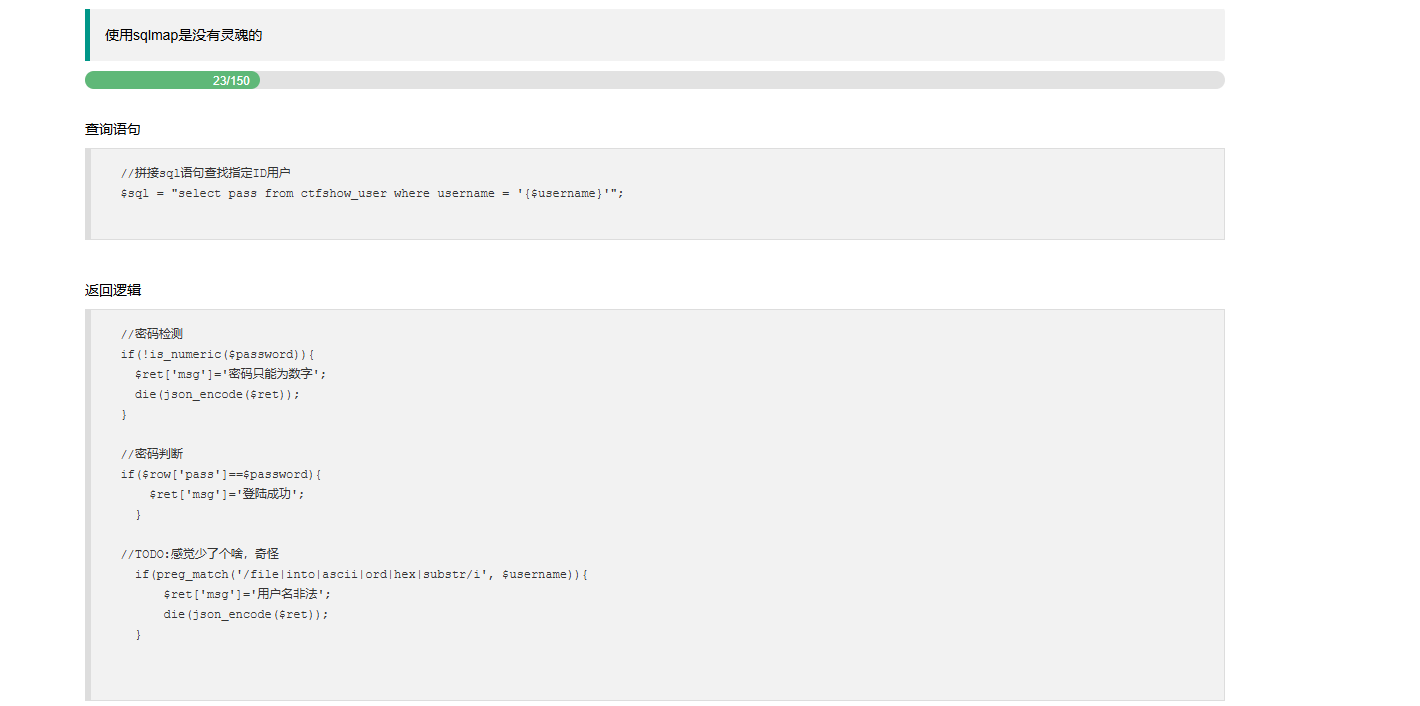 使用sqlmap是没有灵魂的
23/150
查询语句
//拼接sql语句查找指定ID用户
$sql = "select pass from ctfshow_user where username = '{$username}'";
返回逻辑
//密码检测
if(!is_numeric($password)){
$ret['msg']='密码只能为数字';
die(json_encode($ret));
}
//密码判断
if($row['pass']==$password){
$ret['msg']='登陆成功';
}
//TODO:感觉少了个啥，奇怪
if(preg_match('/file|into|ascii|ord|hex|substr/i', $username)){
$ret['msg']='用户名非法';
die(json_encode($ret));
}